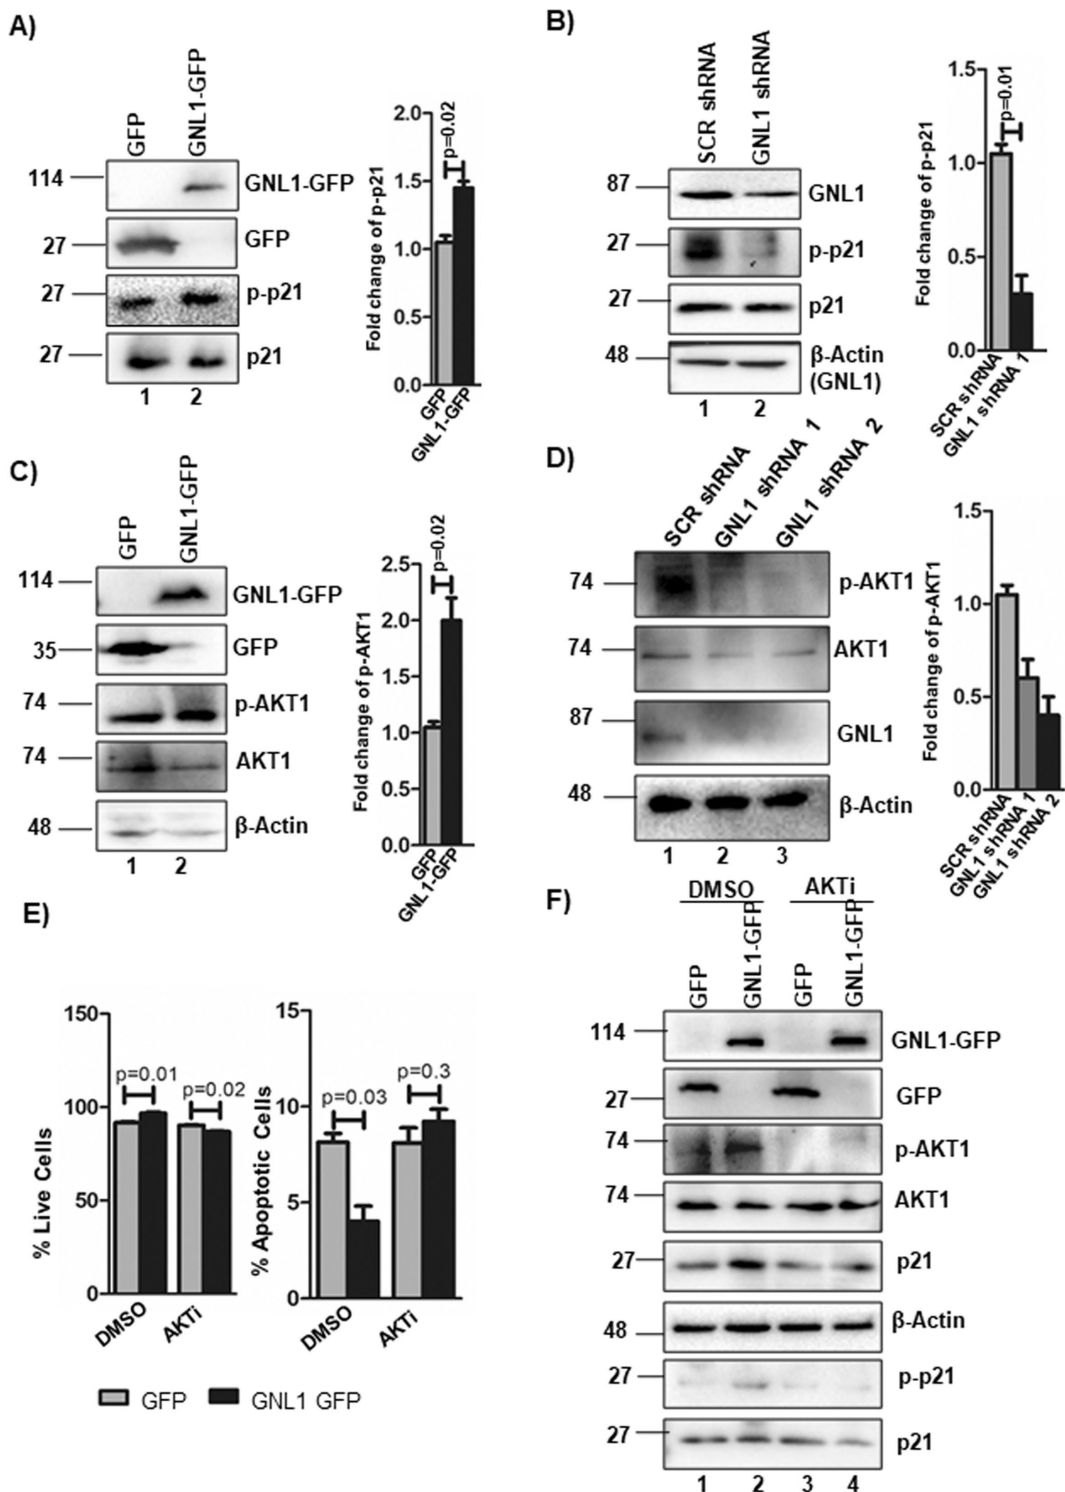 A)
GFP
GNL1-GFP
114
GNL1-GFP
27
GFP
27
p-p21
27
p21
1 2
Fold change of p-p21
2.0
1.5
1.0
0.5
0.0
p=0.02
GFP
GNL1-GFP
B)
SCR shRNA
GNL1 shRNA
87
GNL1
27
p-p21
27
p21
48
β-Actin
(GNL1)
1 2
Fold change of p-p21
1.5
1.0
0.5
0.0
p=0.01
SCR shRNA
GNL1 shRNA 1
C)
GFP
GNL1-GFP
114
GNL1-GFP
35
GFP
74
p-AKT1
74
AKT1
48
β-Actin
1 2
Fold change of p-AKT1
2.5
2.0
1.5
1.0
0.5
0.0
p=0.02
GFP
GNL1-GFP
D)
SCR shRNA
GNL1 shRNA 1
GNL1 shRNA 2
74
p-AKT1
74
AKT1
87
GNL1
48
β-Actin
1 2 3
Fold change of p-AKT1
1.5
1.0
0.5
0.0
SCR shRNA
GNL1 shRNA 1
GNL1 shRNA 2
E)
% Live Cells
150
100
50
0
p=0.01
p=0.02
DMSO
AKTi
% Apoptotic Cells
15
10
5
0
p=0.03
p=0.3
DMSO
AKTi
GFP
GNL1 GFP
F)
DMSO
AKTi
GFP
GNL1-GFP
GFP
GNL1-GFP
114
GNL1-GFP
27
GFP
74
p-AKT1
74
AKT1
27
p21
48
β-Actin
27
p-p21
27
p21
1 2 3 4